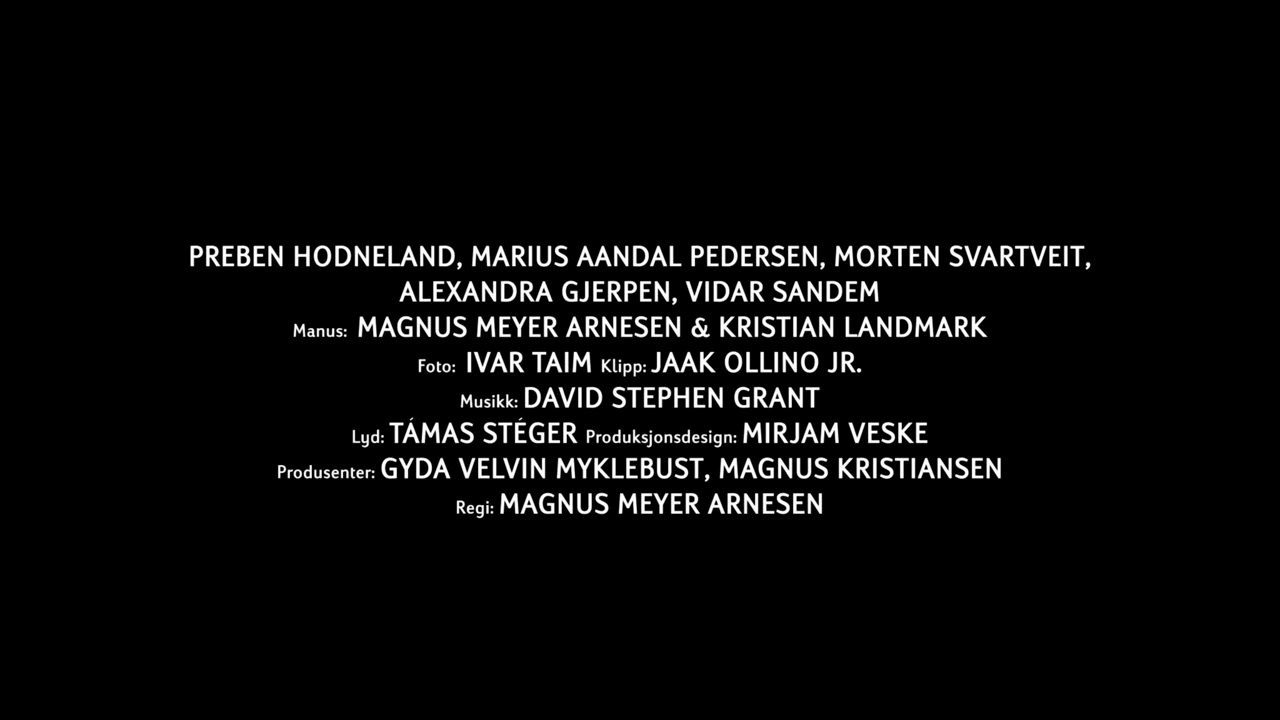 PREBEN HODNELAND, MARIUS AANDAL PEDERSEN, MORTEN SVARTVEIT,
ALEXANDRA GJERPEN, VIDAR SANDEM
Manus: MAGNUS MEYER ARNESEN & KRISTIAN LANDMARK
Foto: IVAR TAIM Klipp: JAAK OLLINO JR.
Musikk: DAVID STEPHEN GRANT
Lyd: TÁMAS STÉGER Produksjonsdesign: MIRJAM VESKE
Produsenter: GYDA VELVIN MYKLEBUST, MAGNUS KRISTIANSEN
Regi: MAGNUS MEYER ARNESEN